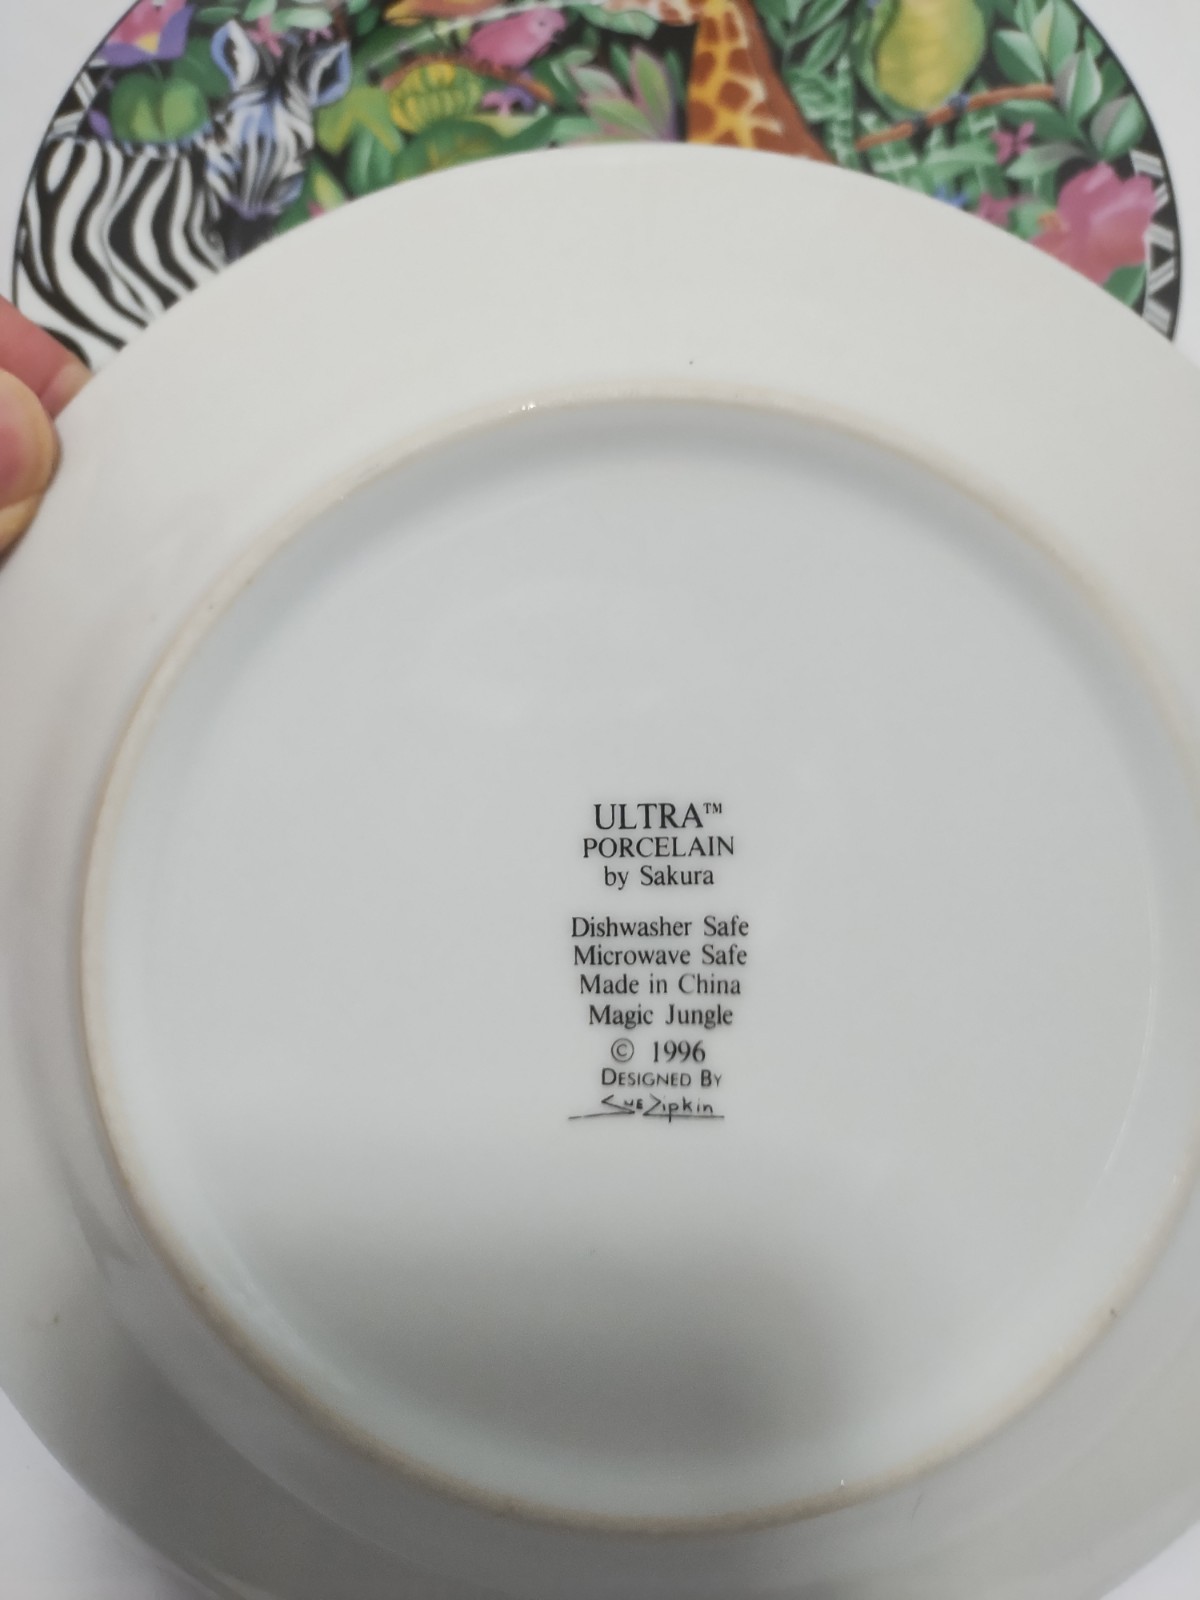 ULTRA™
PORCELAIN
by Sakura
Dishwasher Safe
Microwave Safe
Made in China
Magic Jungle
© 1996
DESIGNED BY
Sue Zipkin